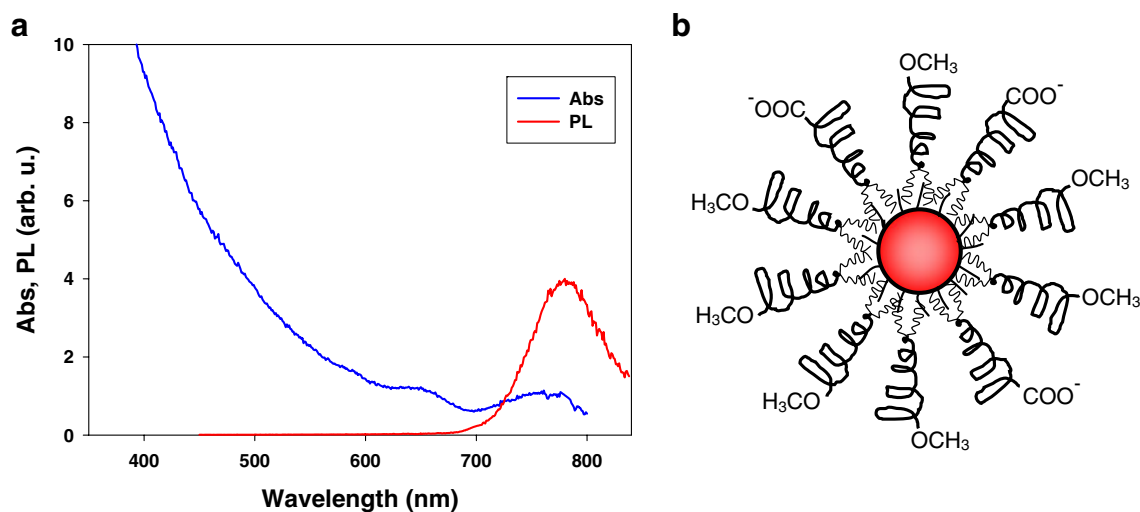 a
Abs, PL (arb. u.)
10
8
6
4
2
0
400
500
600
700
800
Wavelength (nm)
Abs
PL
b
OCH3
COO-
OCH3
OCH3
COO-
OCH3
H3CO
H3CO
H3CO
-OOC